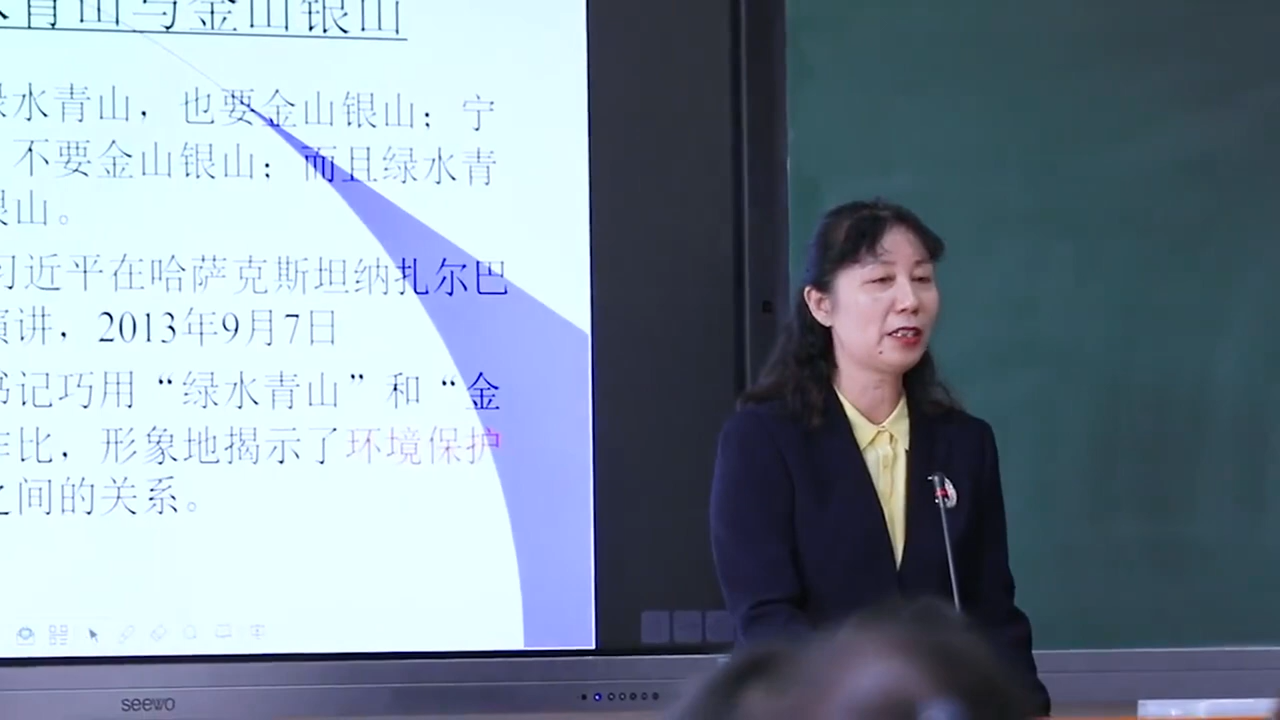 青山与金山银山
水青山，也要金山银山；宁
不要金山银山；而且绿水青
山。
习近平在哈萨克斯坦纳扎尔巴
演讲，2013年9月7日
书记巧用“绿水青山”和“金
作比，形象地揭示了环境保护
之间的关系。
seewo